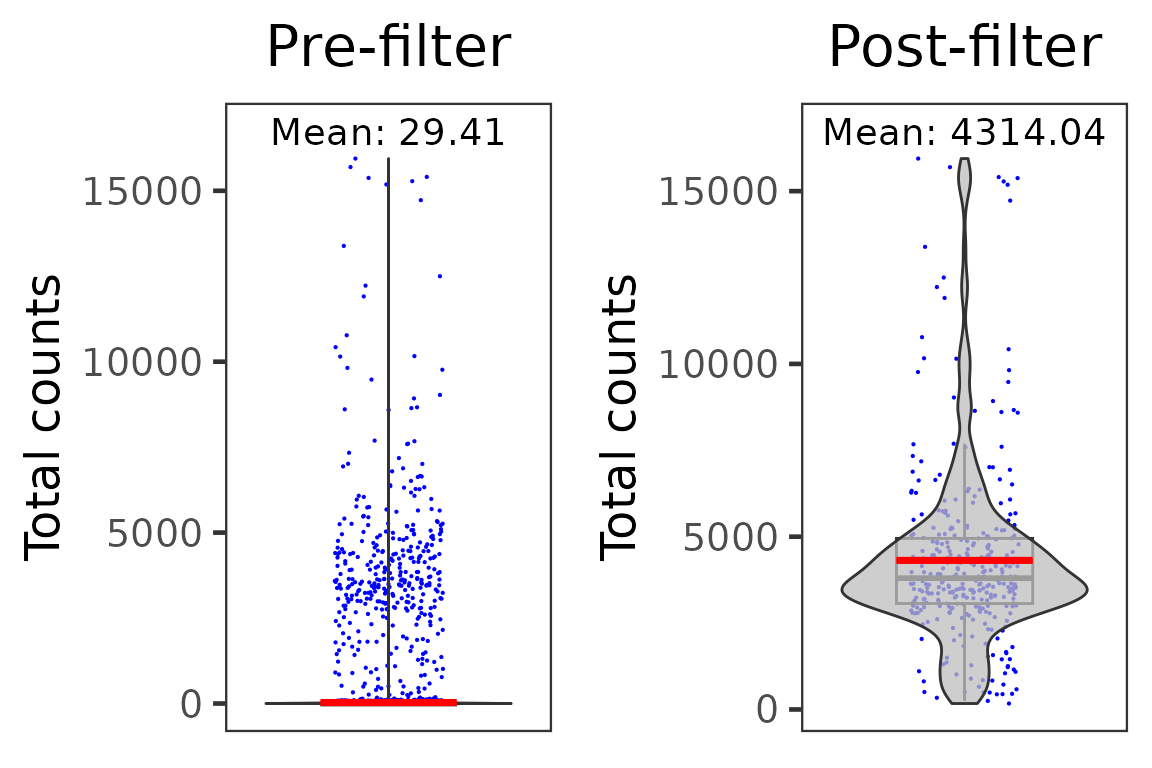 Pre-filter
Mean: 29.41
Total counts
15000
10000
5000
0
Post-filter
Mean: 4314.04
Total counts
15000
10000
5000
0